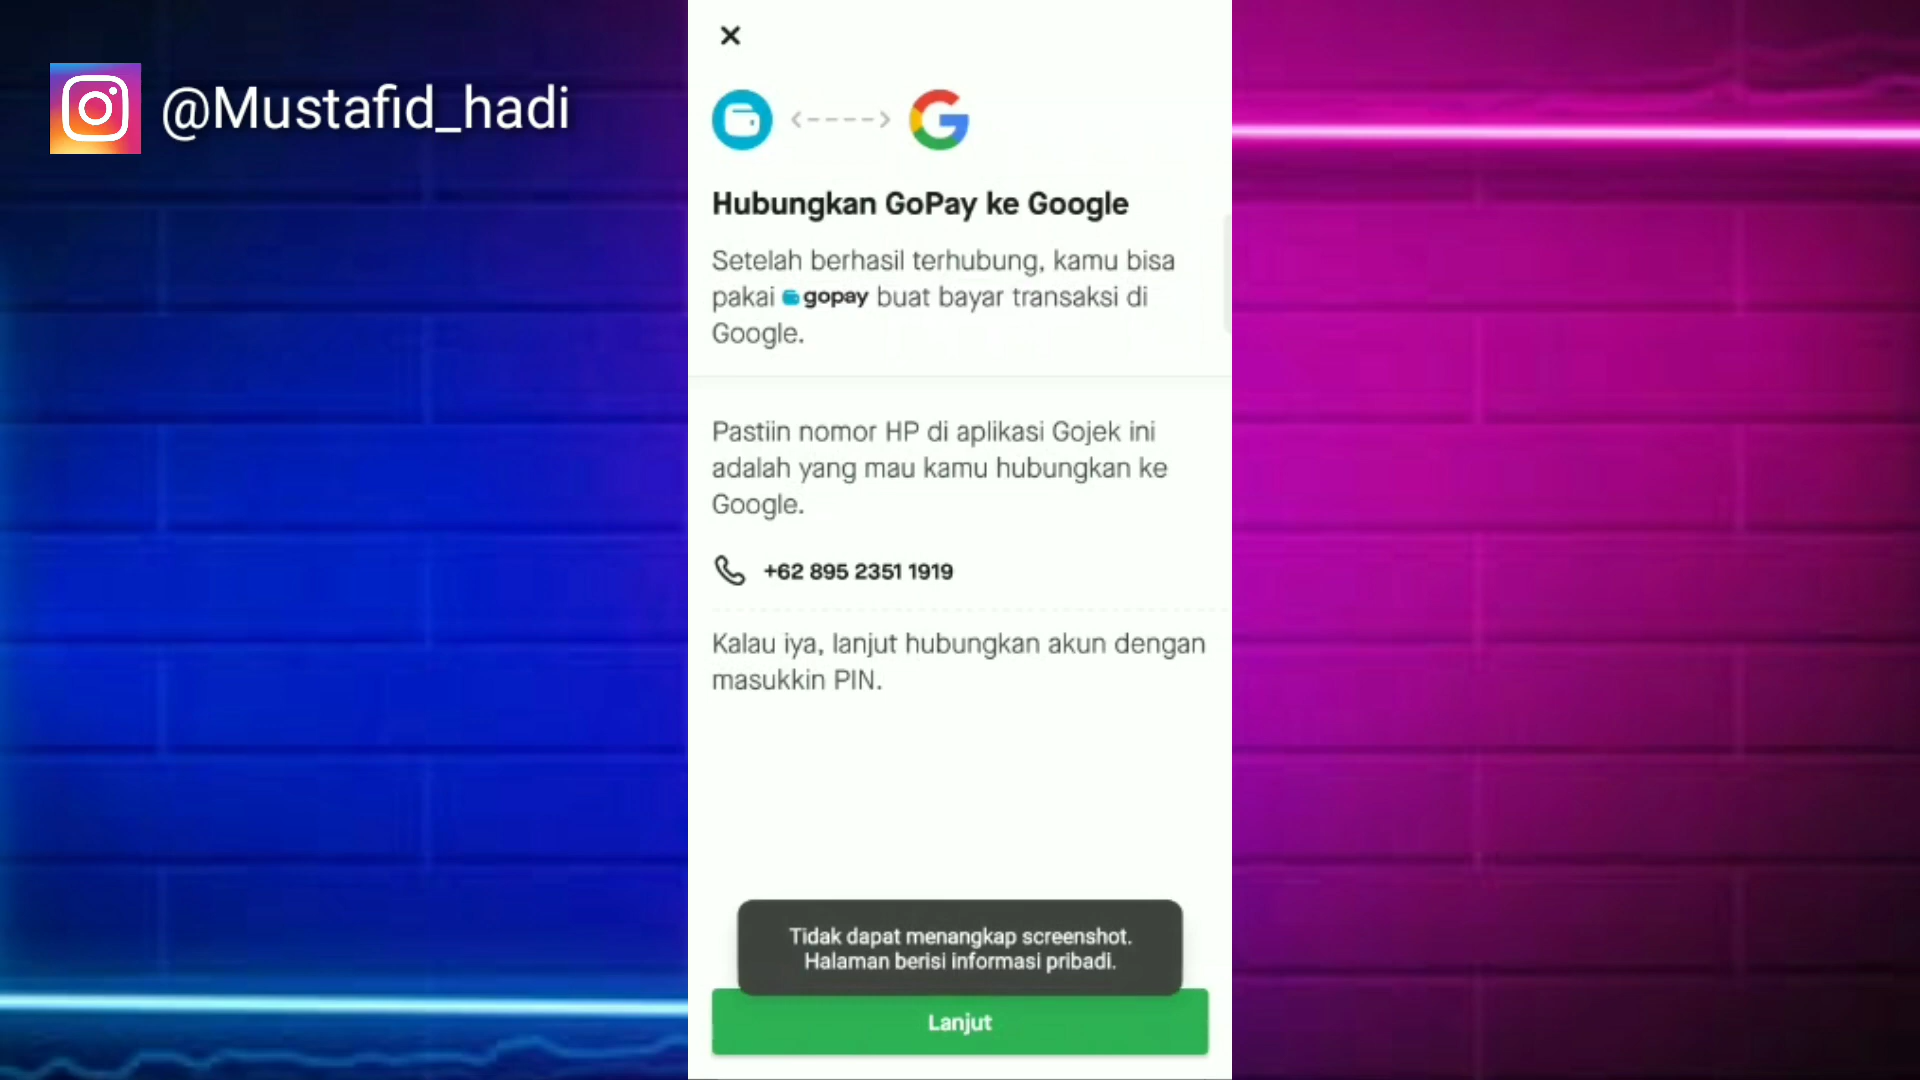 @Mustafid_hadi
Hubungkan GoPay ke Google
Setelah berhasil terhubung, kamu bisa
pakai gopay buat bayar transaksi di
Google.
Pastiin nomor HP di aplikasi Gojek ini
adalah yang mau kamu hubungkan ke
Google.
+62 895 2351 1919
Kalau iya, lanjut hubungkan akun dengan
masukkin PIN.
Tidak dapat menangkap screenshot.
Halaman berisi informasi pribadi.
Lanjut